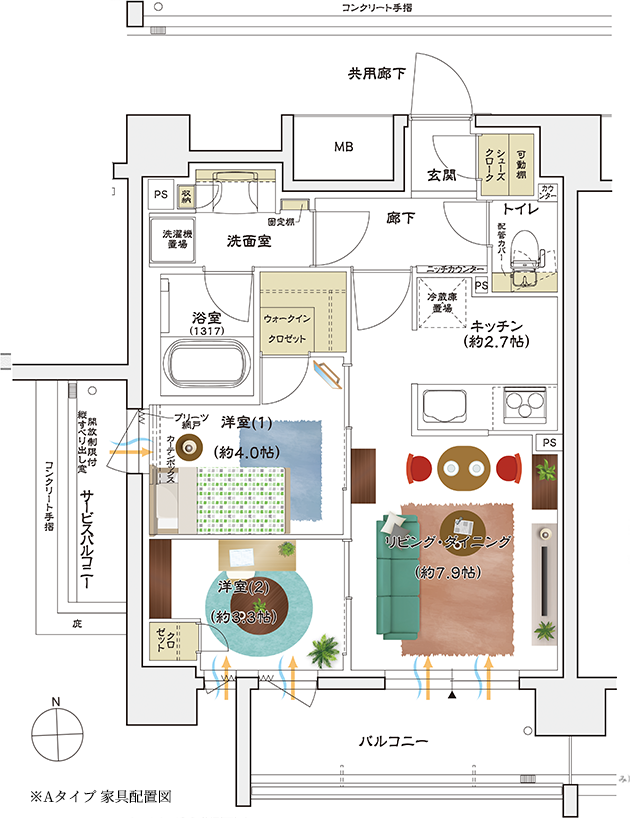 コンクリート手摺
共用廊下
MB
玄関
シューズ
クローク
可動棚
PS
収納
固定棚
廊下
トイレ
カウンター
配管カバー
洗濯機
置場
洗面室
ニッチカウンター
PS
冷蔵庫
置場
キッチン
(約2.7帖)
浴室
(1317)
ウォークイン
クロゼット
プリーツ
網戸
洋室(1)
(約4.0帖)
カーテンボックス
開放制限付
縦すべり出し窓
コンクリート手摺
サービスバルコニー
PS
リビング・ダイニング
(約7.9帖)
洋室(2)
(約3.3帖)
クロ
ゼット
庇
N
バルコニー
※Aタイプ 家具配置図